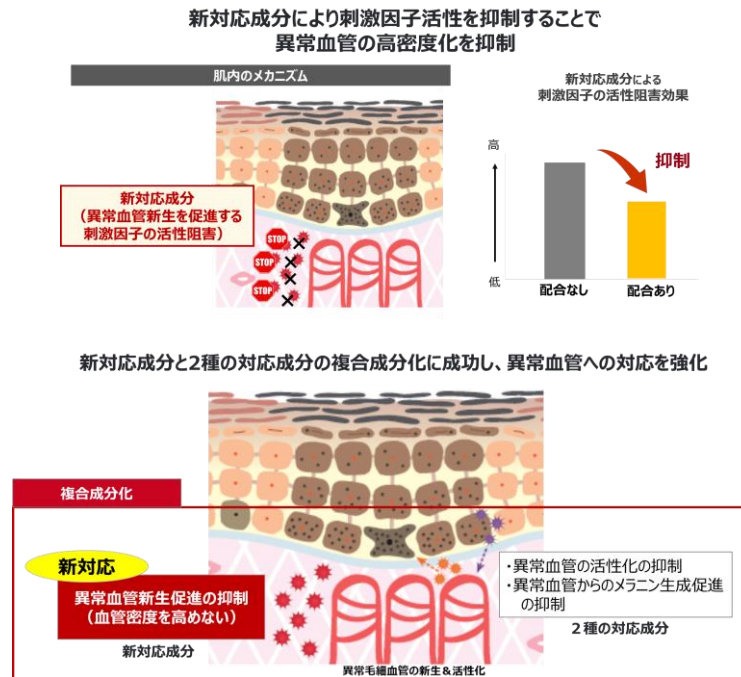 新対応成分により刺激因子活性を抑制することで
異常血管の高密度化を抑制
肌内のメカニズム
新対応成分
(異常血管新生を促進する
刺激因子の活性阻害)
STOP
STOP
STOP
新対応成分による
刺激因子の活性阻害効果
高
抑制
低
配合なし
配合あり
新対応成分と2種の対応成分の複合成分化に成功し、異常血管への対応を強化
複合成分化
新対応
異常血管新生促進の抑制
(血管密度を高めない)
新対応成分
・異常血管の活性化の抑制
・異常血管からのメラニン生成促進
の抑制
2種の対応成分
異常毛細血管の新生&活性化